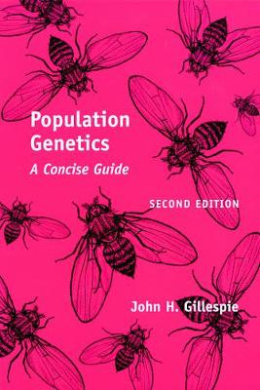 Population
Genetics
A Concise Guide
SECOND EDITION
John H. Gillespie